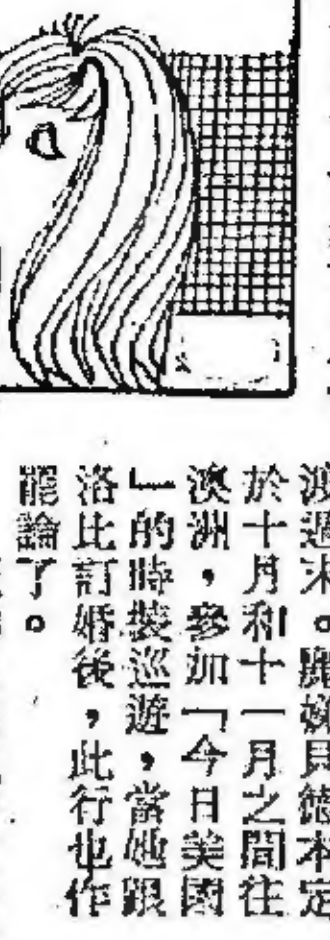 渡週末。麗娜貝德本定
於十月和十一月之間往
澳洲，參加「今日美國
」的時裝巡遊，當她跟
洛比訂婚後，此行也作
罷論了。